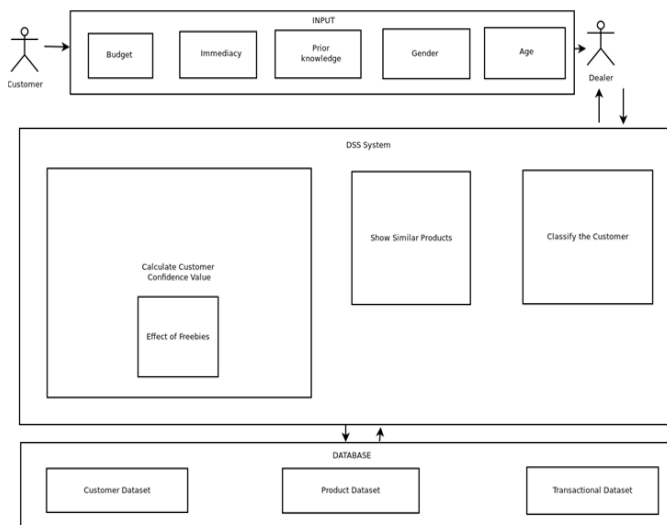 INPUT
Budget
Immediacy
Prior
knowledge
Gender
Age
Customer
Dealer
DSS System
Calculate Customer
Confidence Value
Effect of Freebies
Show Similar Products
Classify the Customer
DATABASE
Customer Dataset
Product Dataset
Transactional Dataset